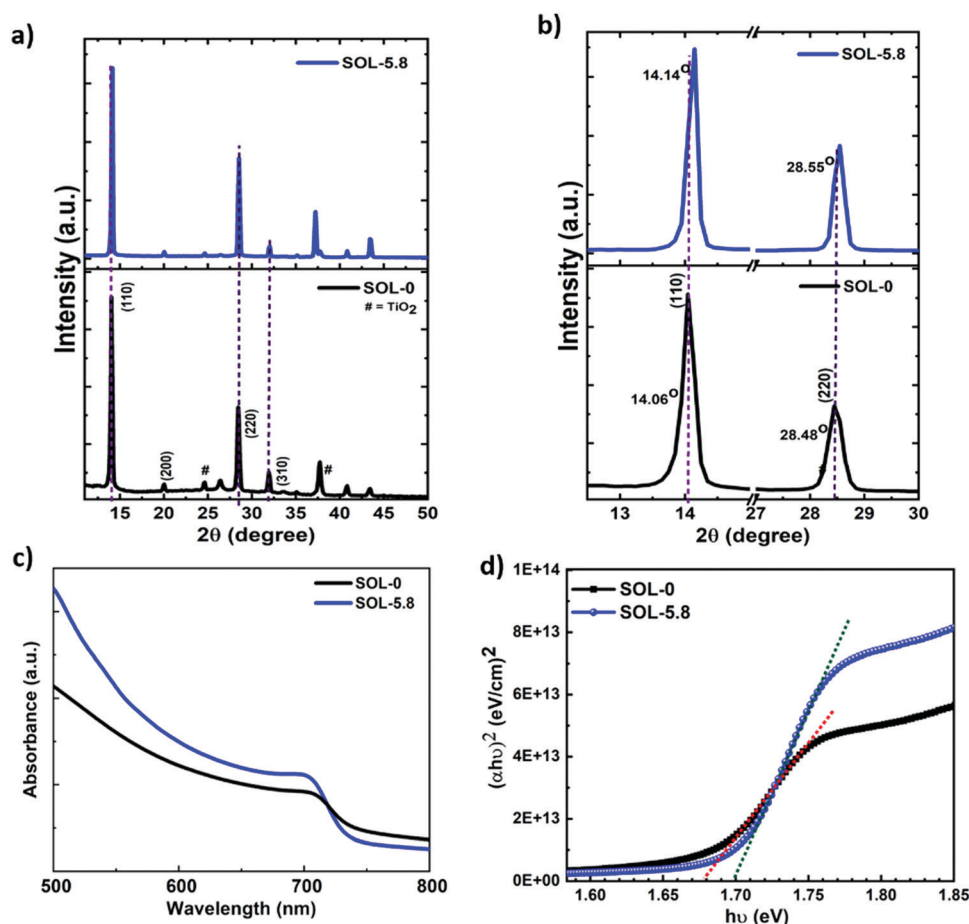 a)
SOL-5.8
SOL-0
# = TiO2
(110)
(200)
#
(220)
(310)
#
Intensity (a.u.)
15 20 25 30 35 40 45 50
2θ (degree)
b)
SOL-5.8
14.14°
28.55°
SOL-0
(110)
14.06°
(220)
28.48°
Intensity (a.u.)
13 14 27 28 29 30
2θ (degree)
c)
SOL-0
SOL-5.8
Absorbance (a.u.)
500 600 700 800
Wavelength (nm)
d)
SOL-0
SOL-5.8
1E+14
8E+13
6E+13
4E+13
2E+13
0E+00
(αhυ)² (eV/cm)²
1.60 1.65 1.70 1.75 1.80 1.85
hυ (eV)